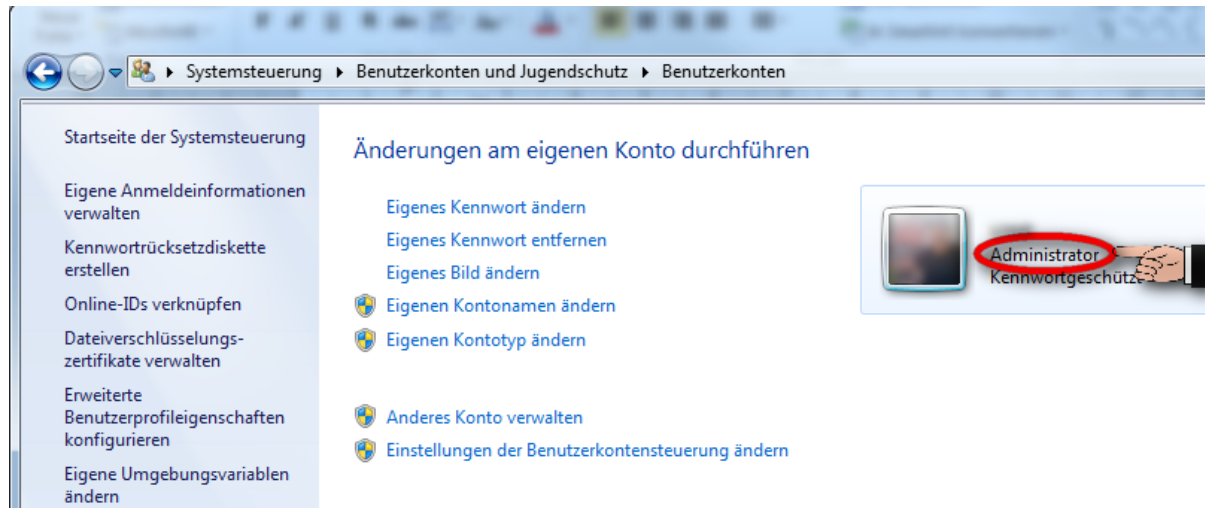 Systemsteuerung ▸ Benutzerkonten und Jugendschutz ▸ Benutzerkonten
Startseite der Systemsteuerung
Eigene Anmeldeinformationen
verwalten
Kennwortrücksetzdiskette
erstellen
Online-IDs verknüpfen
Dateiverschlüsselungs-
zertifikate verwalten
Erweiterte
Benutzerprofileigenschaften
konfigurieren
Eigene Umgebungsvariablen
ändern
Änderungen am eigenen Konto durchführen
Eigenes Kennwort ändern
Eigenes Kennwort entfernen
Eigenes Bild ändern
Eigenen Kontonamen ändern
Eigenen Kontotyp ändern
Anderes Konto verwalten
Einstellungen der Benutzerkontensteuerung ändern
Administrator
Kennwortgeschütz